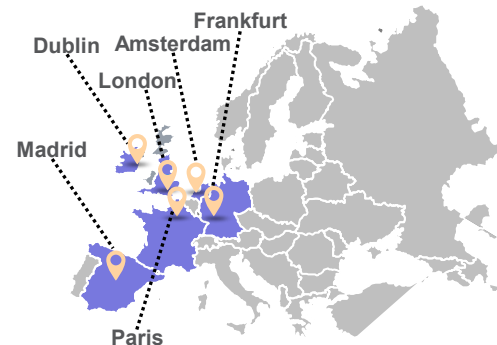 Frankfurt
Dublin
Amsterdam
London
Madrid
Paris